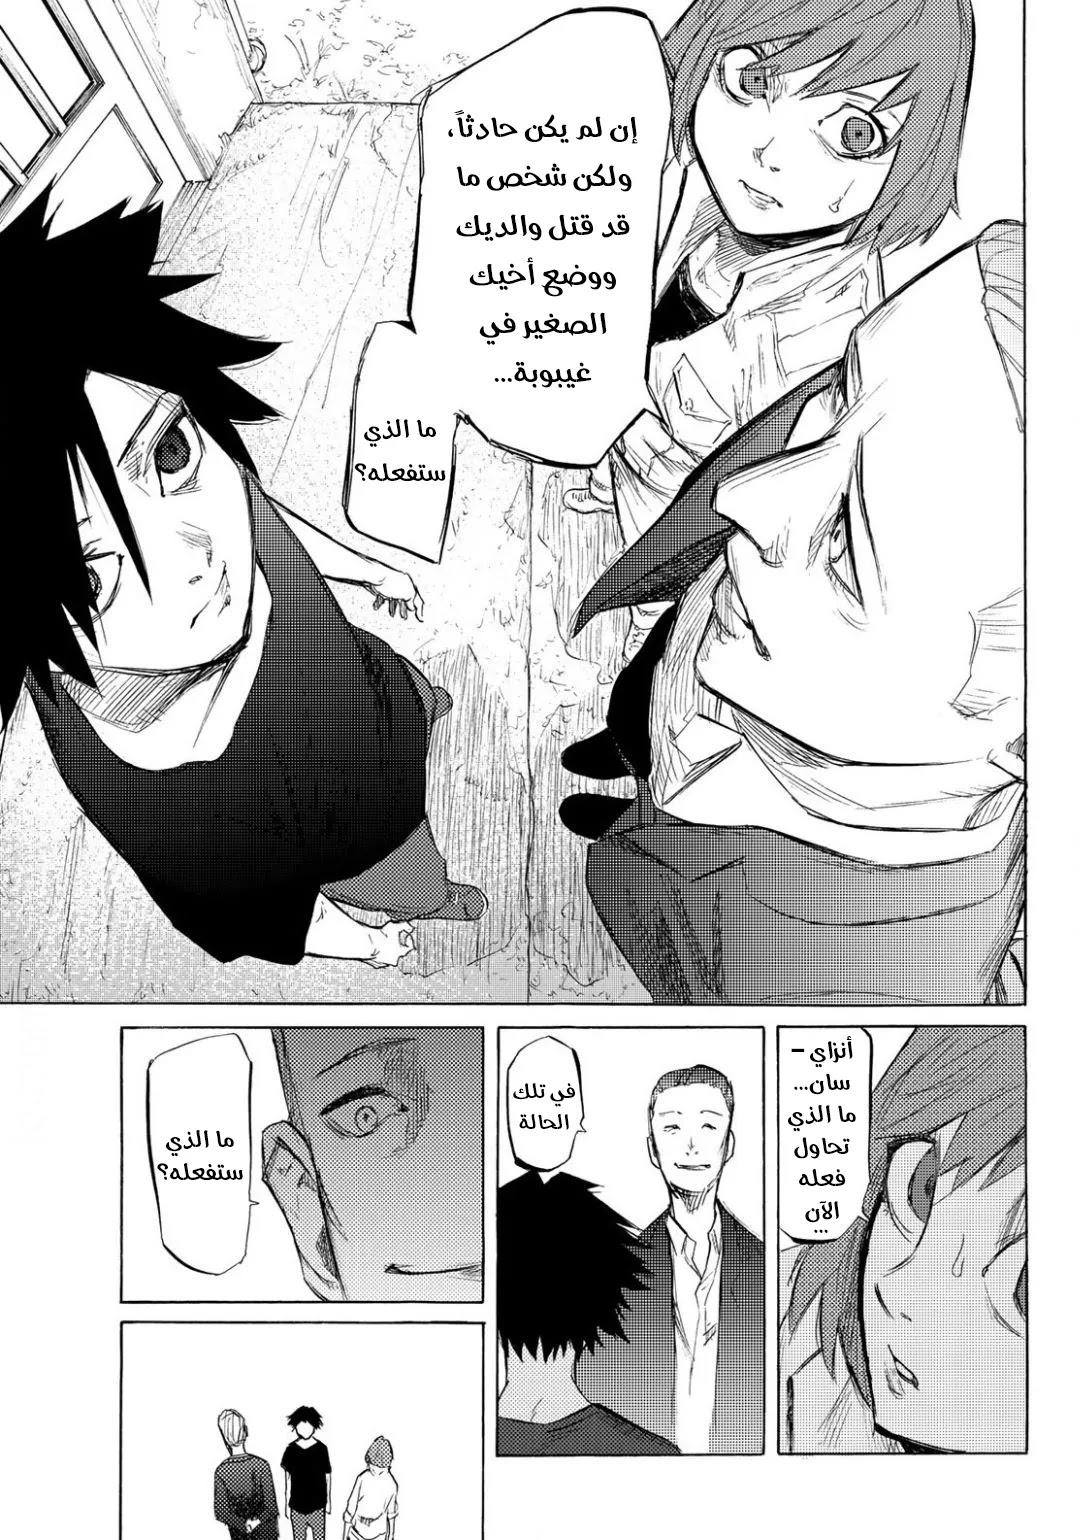 إن لم يكن حادثاً،
ولكن شخص ما
قد قتل والديك
ووضع أخيك
الصغير في
غيبوبة...
ما الذي
ستفعله؟
أنزاي –
سان...
ما الذي
تحاول
فعله
الآن
...
في تلك
الحالة
ما الذي
ستفعله؟